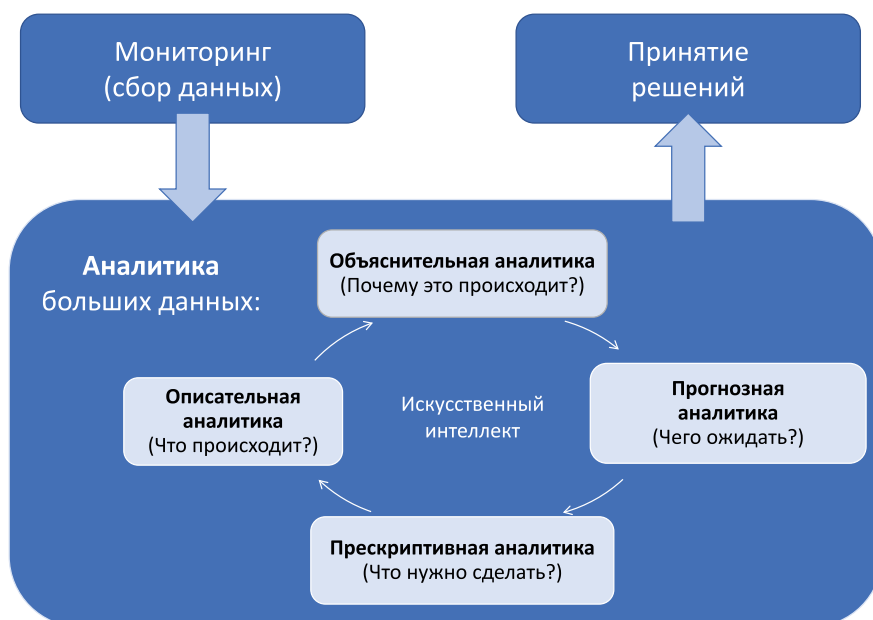 Мониторинг
(сбор данных)
Принятие
решений
Аналитика
больших данных:
Объяснительная аналитика
(Почему это происходит?)
Описательная
аналитика
(Что происходит?)
Искусственный
интеллект
Прогнозная
аналитика
(Чего ожидать?)
Прескриптивная аналитика
(Что нужно сделать?)